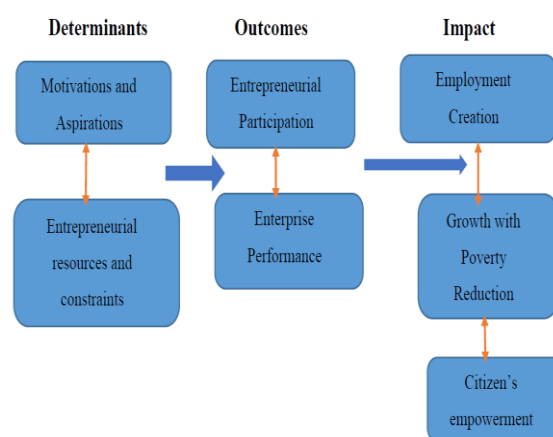 Determinants
Outcomes
Impact
Motivations and
Aspirations
Entrepreneurial
resources and
constraints
Entrepreneurial
Participation
Enterprise
Performance
Employment
Creation
Growth with
Poverty
Reduction
Citizen’s
empowerment